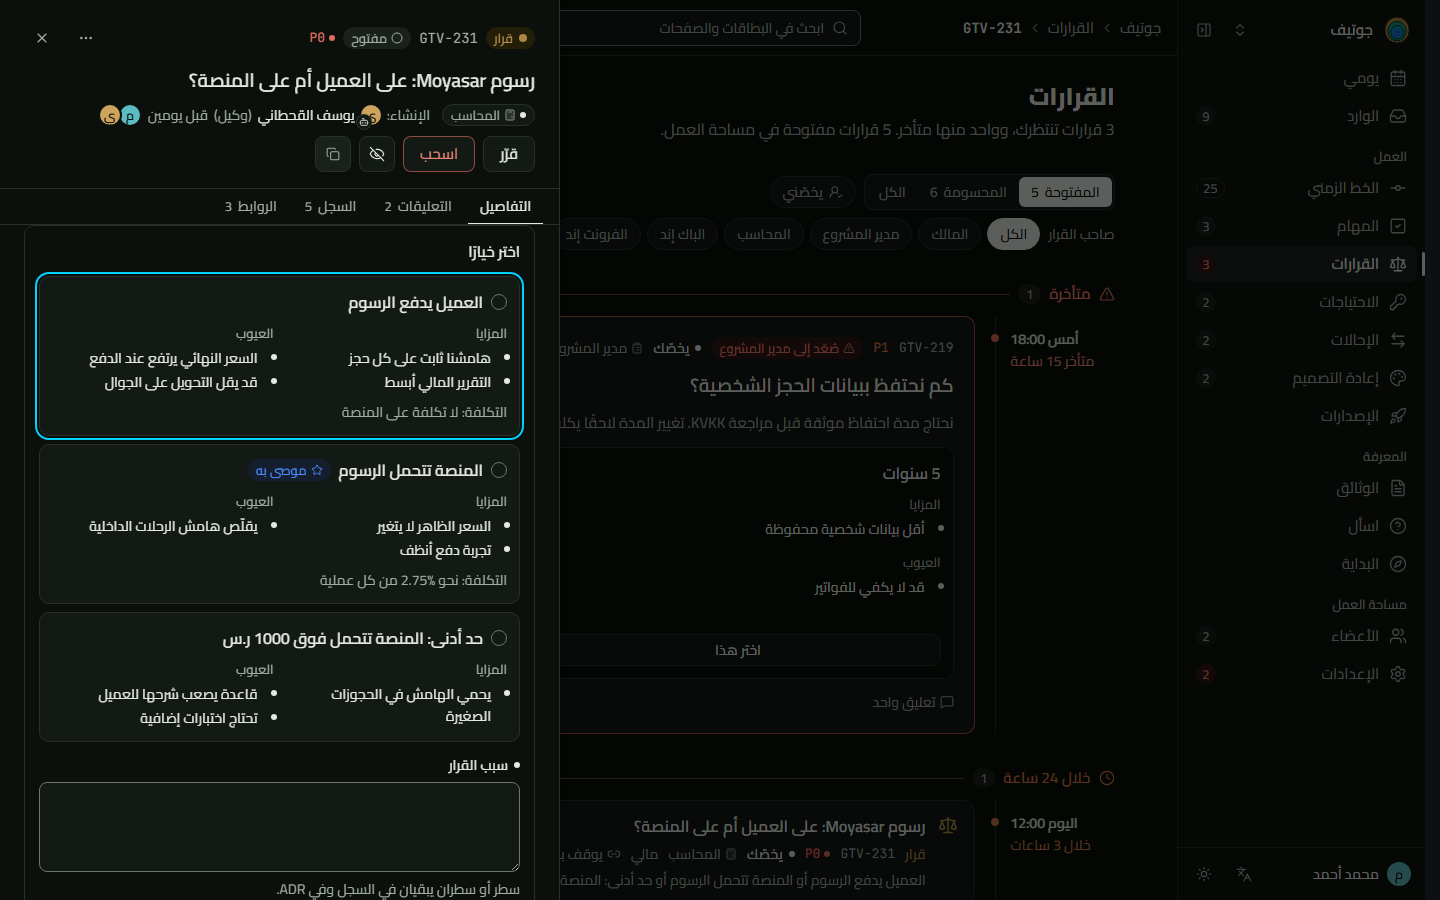 جوتيف
يومي
الوارد 9
العمل
الخط الزمني 25
المهام 3
القرارات 3
الاحتياجات 2
الإحالات 2
إعادة التصميم 2
الإصدارات
المعرفة
الوثائق
اسأل
البداية
مساحة العمل
الأعضاء 2
الإعدادات 2
م محمد أحمد
جوتيف القرارات GTV-231
ابحث في البطاقات والصفحات
القرارات
3 قرارات تنتظرك، وواحد منها متأخر. 5 قرارات مفتوحة في مساحة العمل.
المفتوحة 5 المحسومة 6 الكل يخصّني
صاحب القرار الكل المالك مدير المشروع المحاسب الباك إند الفرونت إند
متأخرة 1
أمس 18:00
متأخر 15 ساعة
GTV-219 P1 صُعّد إلى مدير المشروع يخصّك مدير المشرو
كم نحتفظ ببيانات الحجز الشخصية؟
نحتاج مدة احتفاظ موثقة قبل مراجعة KVKK. تغيير المدة لاحقًا يكلف
5 سنوات
المزايا
أقل بيانات شخصية محفوظة
العيوب
قد لا يكفي للفواتير
اختر هذا
تعليق واحد
خلال 24 ساعة 1
اليوم 12:00
خلال 3 ساعات
رسوم Moyasar: على العميل أم على المنصة؟
قرار GTV-231 P0 يخصّك المحاسب مالي يوقف
العميل يدفع الرسوم أو المنصة تتحمل الرسوم أو حد أدنى: المنصة
قرار GTV-231 مفتوح P0
رسوم Moyasar: على العميل أم على المنصة؟
المحاسب الإنشاء: ي يوسف القحطاني (وكيل) قبل يومين م ي
قرّر اسحب
التفاصيل التعليقات 2 السجل 5 الروابط 3
اختر خيارًا
العميل يدفع الرسوم
المزايا
هامشنا ثابت على كل حجز
التقرير المالي أبسط
العيوب
السعر النهائي يرتفع عند الدفع
قد يقل التحويل على الجوال
التكلفة: لا تكلفة على المنصة
المنصة تتحمل الرسوم موصى به
المزايا
السعر الظاهر لا يتغير
تجربة دفع أنظف
العيوب
يقلّص هامش الرحلات الداخلية
التكلفة: نحو 2.75% من كل عملية
حد أدنى: المنصة تتحمل فوق 1000 ر.س
المزايا
يحمي الهامش في الحجوزات
الصغيرة
العيوب
قاعدة يصعب شرحها للعميل
تحتاج اختبارات إضافية
سبب القرار
سطر أو سطران يبقيان في السجل وفي ADR.